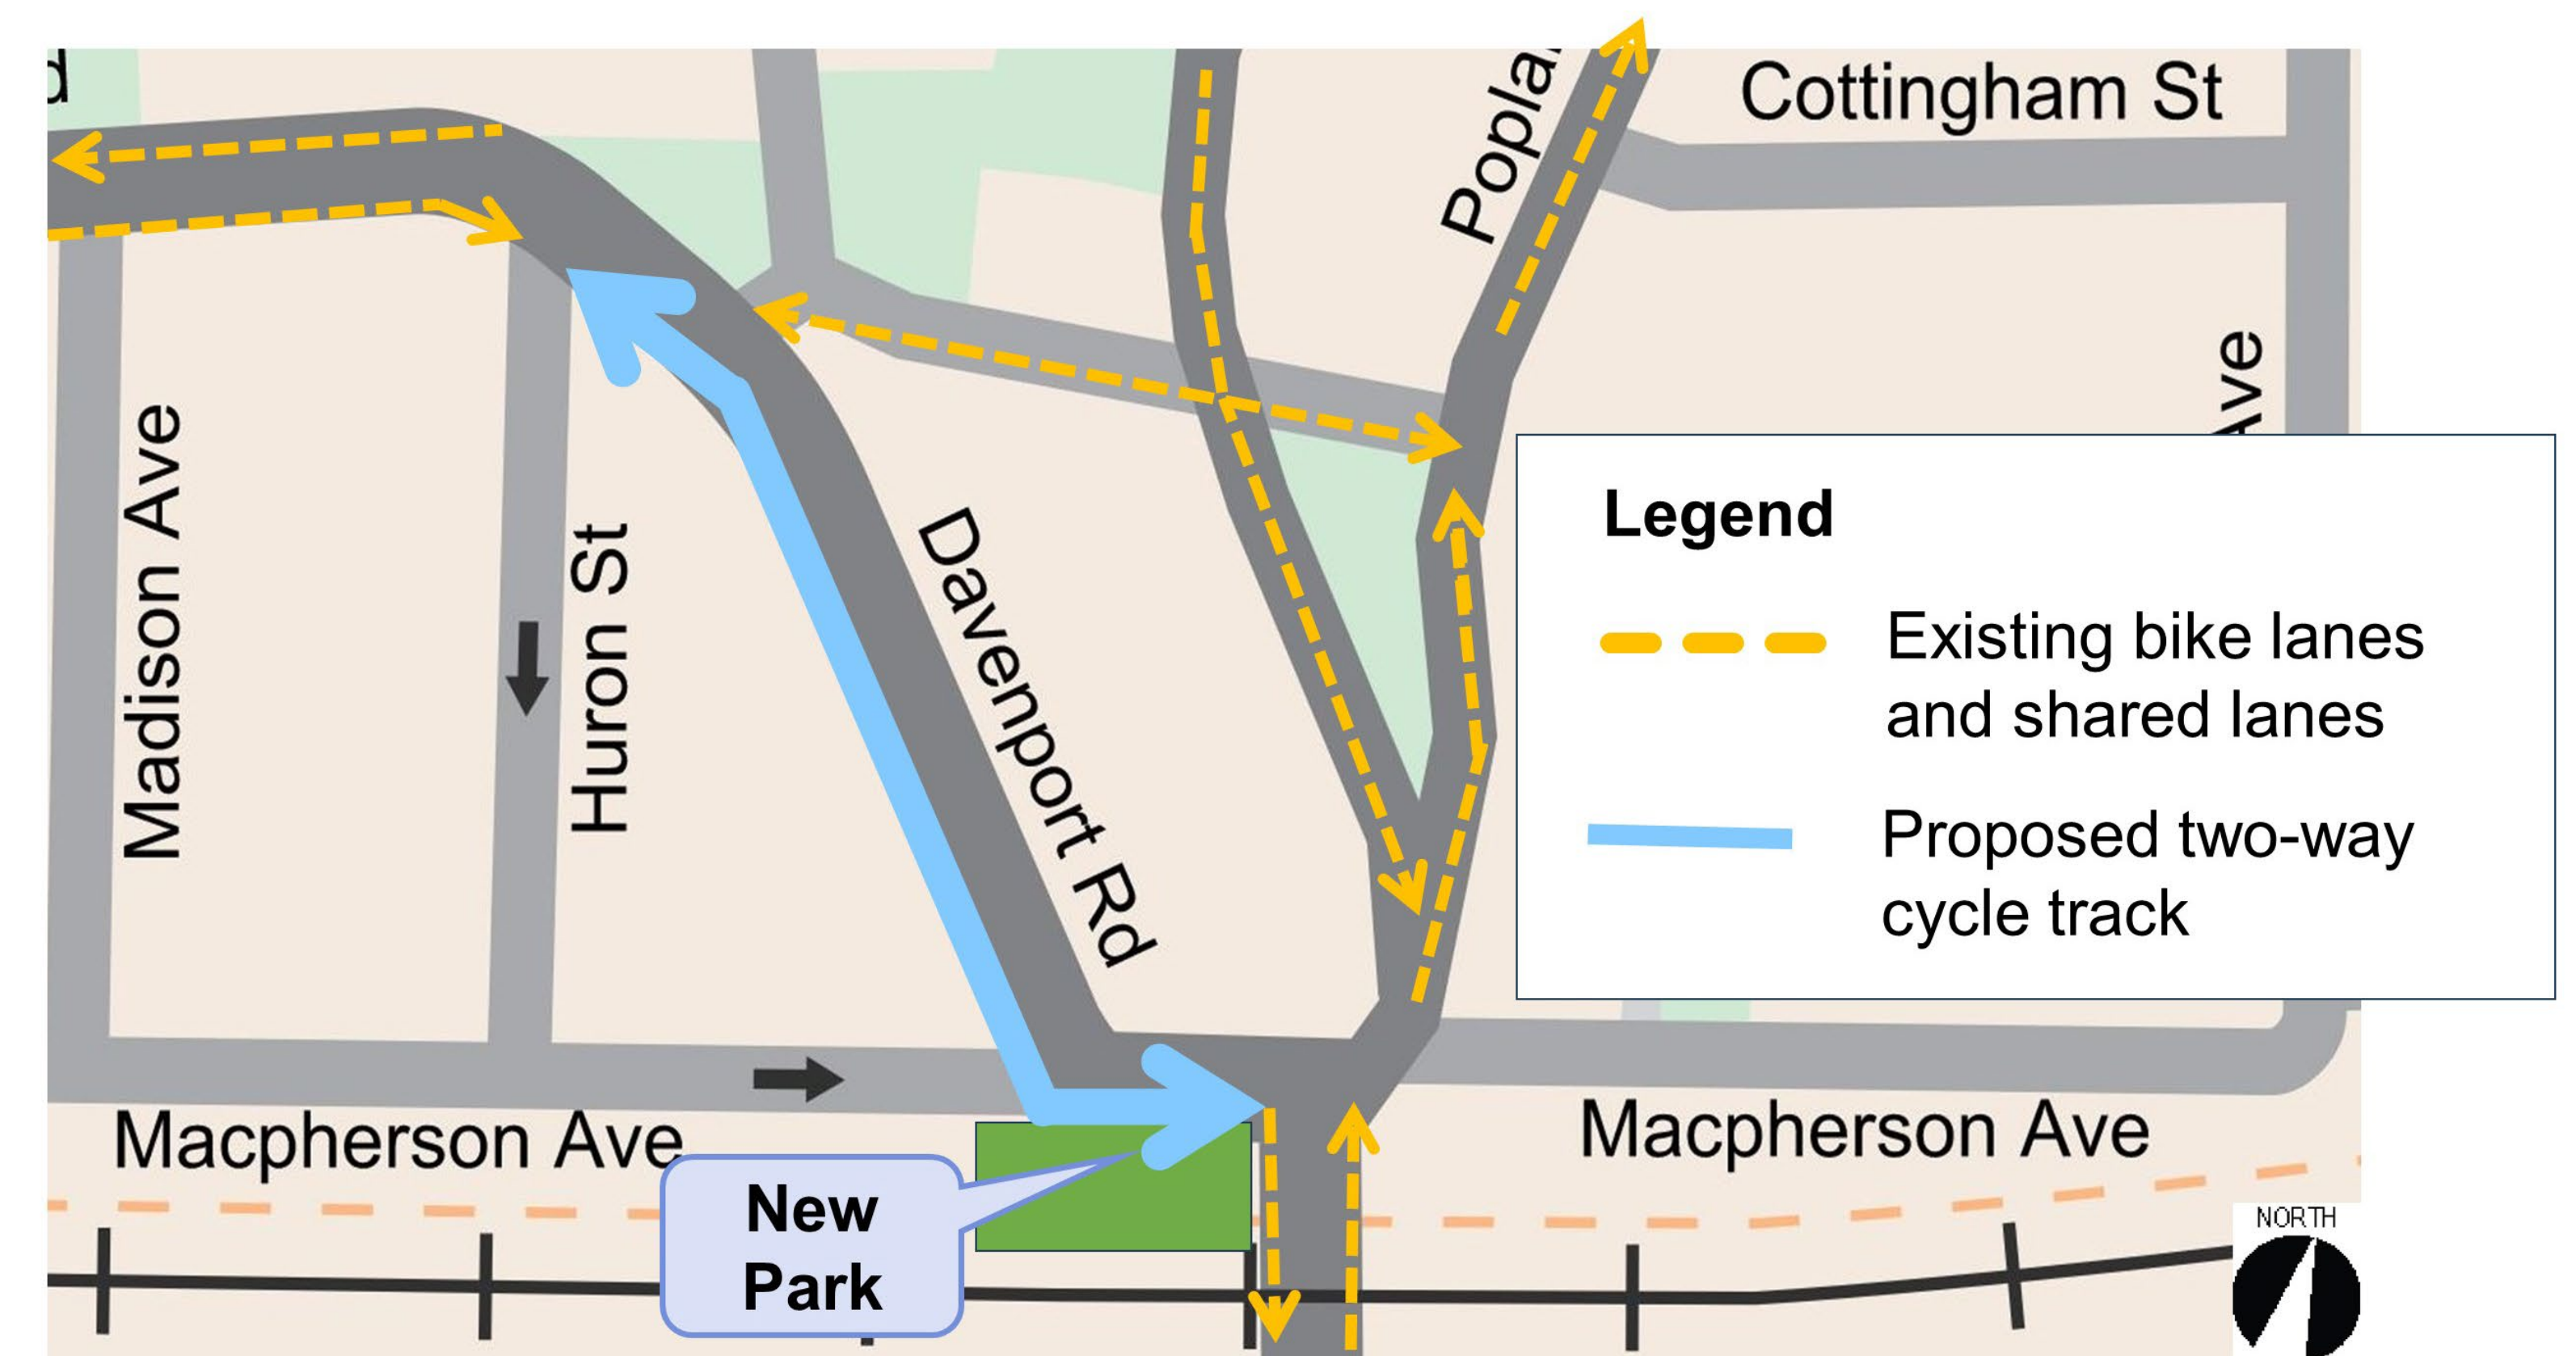 d
Cottingham St
Poplar
Ave
Madison Ave
Huron St
Davenport Rd
Legend
Existing bike lanes
and shared lanes
Proposed two-way
cycle track
Macpherson Ave
Macpherson Ave
New
Park
NORTH